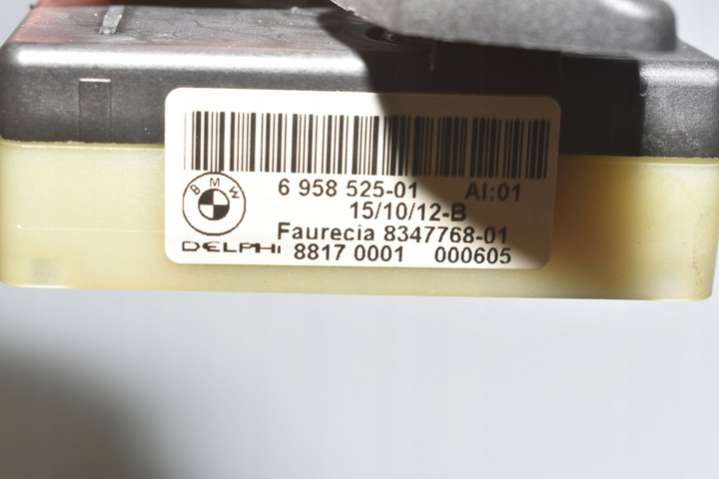 6 958 525-01 AI:01
BMW
15/10/12-B
Faurecia 8347768-01
DELPHI 8817 0001 000605